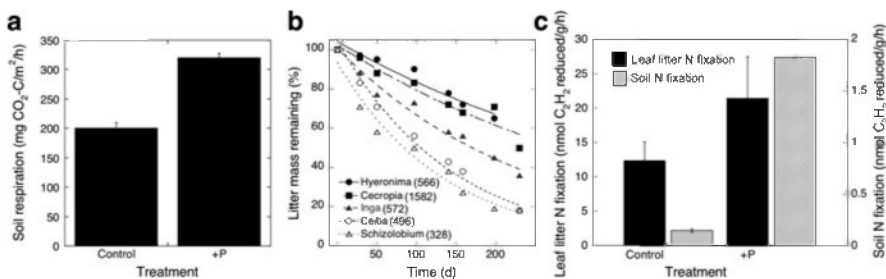 a
Soil respiration (mg CO₂-C/m²/h)
350
300
250
200
150
100
50
0
Control
+P
Treatment
b
Litter mass remaining (%)
100
80
60
40
20
Hyeronima (566)
Cecropia (1582)
Inga (572)
Ceiba (496)
Schizolobium (328)
0
50
100
150
200
Time (d)
c
Leaf litter N fixation (nmol C₂H₂ reduced/g/h)
30
25
20
15
10
5
0
Leaf litter N fixation
Soil N fixation
Control
+P
Treatment
2
1.5
1
0.5
0
Soil N fixation (nmol C₂H₂ reduced/g/h)